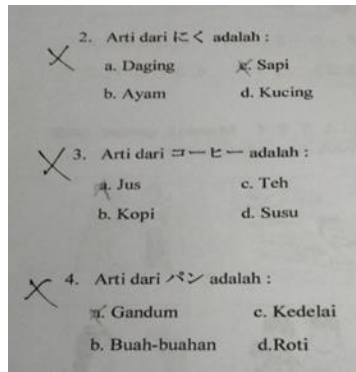 2. Arti dari にく adalah :
a. Daging c. Sapi
b. Ayam d. Kucing
3. Arti dari コーヒー adalah :
a. Jus c. Teh
b. Kopi d. Susu
4. Arti dari パン adalah :
a. Gandum c. Kedelai
b. Buah-buahan d.Roti